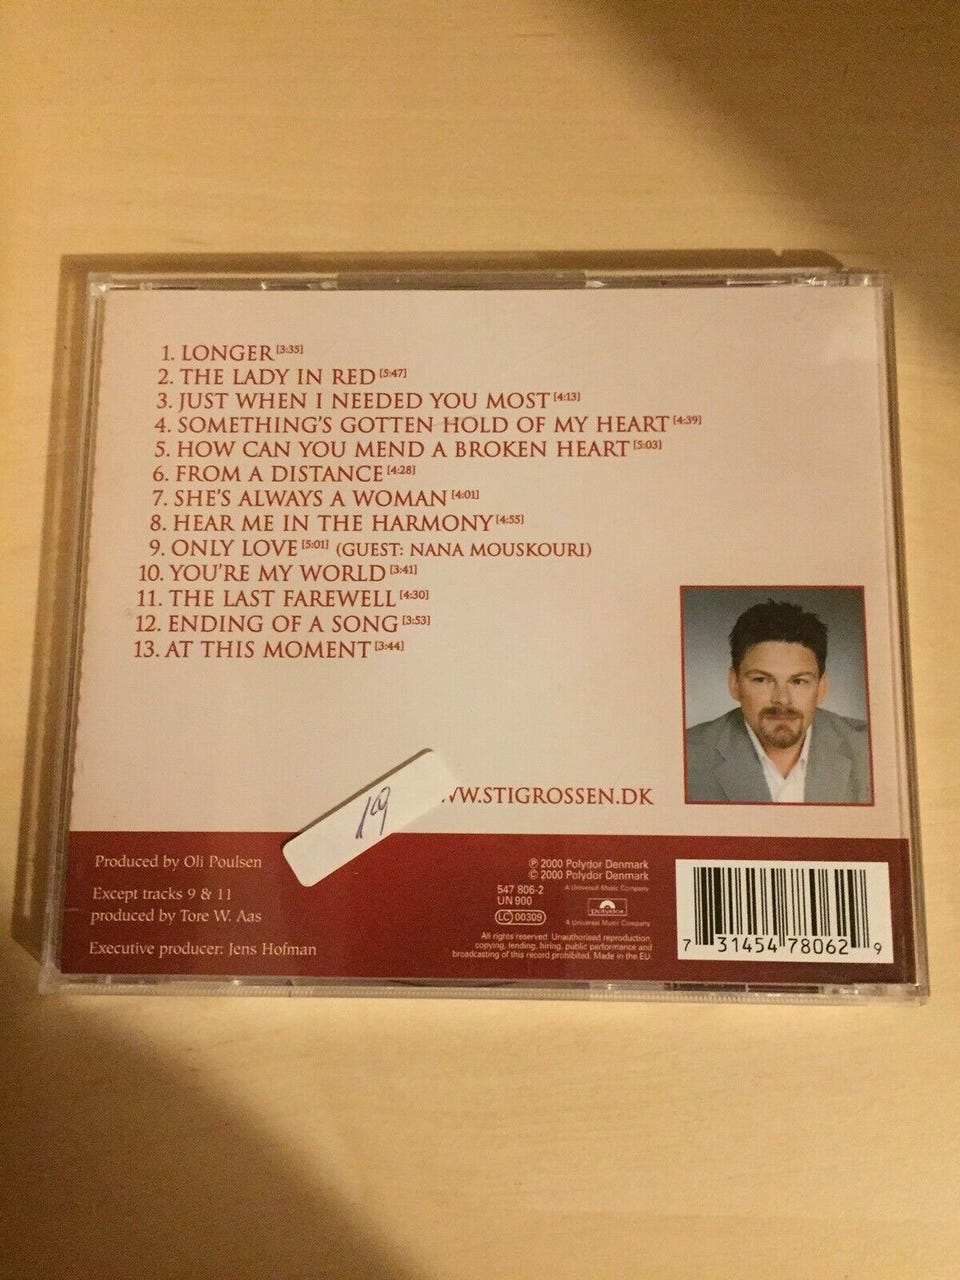 1. LONGER [3:35]
2. THE LADY IN RED [5:47]
3. JUST WHEN I NEEDED YOU MOST [4:13]
4. SOMETHING'S GOTTEN HOLD OF MY HEART [4:39]
5. HOW CAN YOU MEND A BROKEN HEART [5:03]
6. FROM A DISTANCE [4:28]
7. SHE'S ALWAYS A WOMAN [4:01]
8. HEAR ME IN THE HARMONY [4:55]
9. ONLY LOVE [5:01] (GUEST: NANA MOUSKOURI)
10. YOU'RE MY WORLD [3:41]
11. THE LAST FAREWELL [4:30]
12. ENDING OF A SONG [3:53]
13. AT THIS MOMENT [3:44]
19
WW.STIGROSSEN.DK
Produced by Oli Poulsen
Except tracks 9 & 11
produced by Tore W. Aas
Executive producer: Jens Hofman
℗ 2000 Polydor Denmark
© 2000 Polydor Denmark
A Universal Music Company
547 806-2
UN 900
LC 00309
Polydor
A Universal Music Company
All rights reserved. Unauthorised reproduction,
copying, lending, hiring, public performance and
broadcasting of this record prohibited. Made in the EU.
7 31454 78062 9